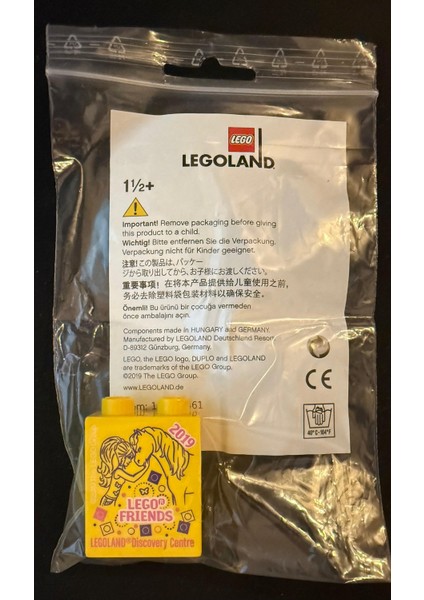 LEGO
LEGOLAND
1½+
Important! Remove packaging before giving
this product to a child.
Wichtig! Bitte entfernen Sie die Verpackung.
Verpackung nicht für Kinder geeignet.
注意! この製品は、パッケー
ジから取り出してから、お子様にお渡しください。
重要事项! 在将本产品提供给儿童使用之前,
务必去除塑料袋包装材料以确保安全。
Önemli! Bu ürünü bir çocuğa vermeden
önce ambalajını açın.
Components made in HUNGARY and GERMANY.
Manufactured by LEGOLAND Deutschland Resort,
D-89312 Günzburg, Germany.
LEGO, the LEGO logo, DUPLO and LEGOLAND
are trademarks of the LEGO Group.
©2019 The LEGO Group.
www.LEGOLAND.de
CE
40°C-104°F
2019
LEGO®
FRIENDS
LEGOLAND® Discovery Centre